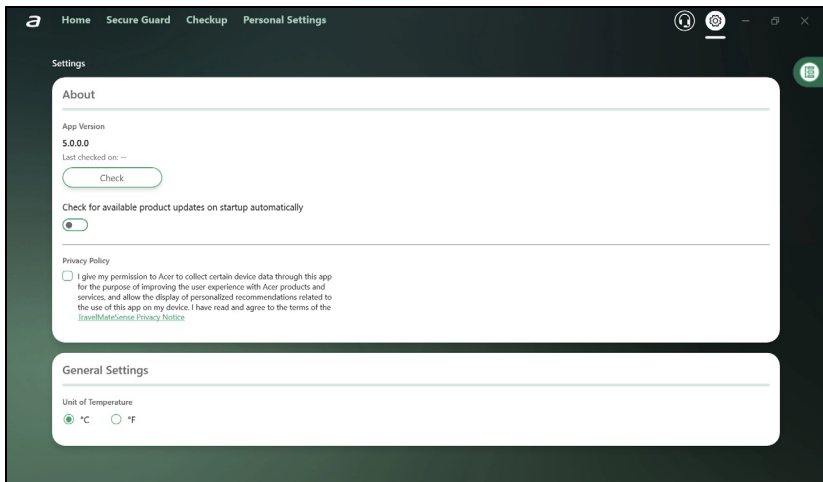 a Home Secure Guard Checkup Personal Settings
Settings
About
App Version
5.0.0.0
Last checked on: --
Check
Check for available product updates on startup automatically
Privacy Policy
I give my permission to Acer to collect certain device data through this app
for the purpose of improving the user experience with Acer products and
services, and allow the display of personalized recommendations related to
the use of this app on my device. I have read and agree to the terms of the
TravelMateSense Privacy Notice
General Settings
Unit of Temperature
°C °F